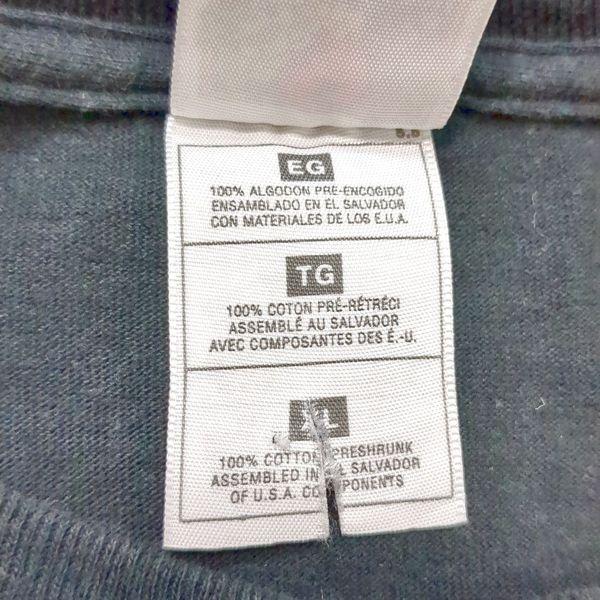 EG
100% ALGODON PRE-ENCOGIDO
ENSAMBLADO EN EL SALVADOR
CON MATERIALES DE LOS E.U.A.
TG
100% COTON PRÉ-RÉTRÉCI
ASSEMBLÉ AU SALVADOR
AVEC COMPOSANTES DES É.-U.
XL
100% COTTON PRESHRUNK
ASSEMBLED IN EL SALVADOR
OF U.S.A. COMPONENTS